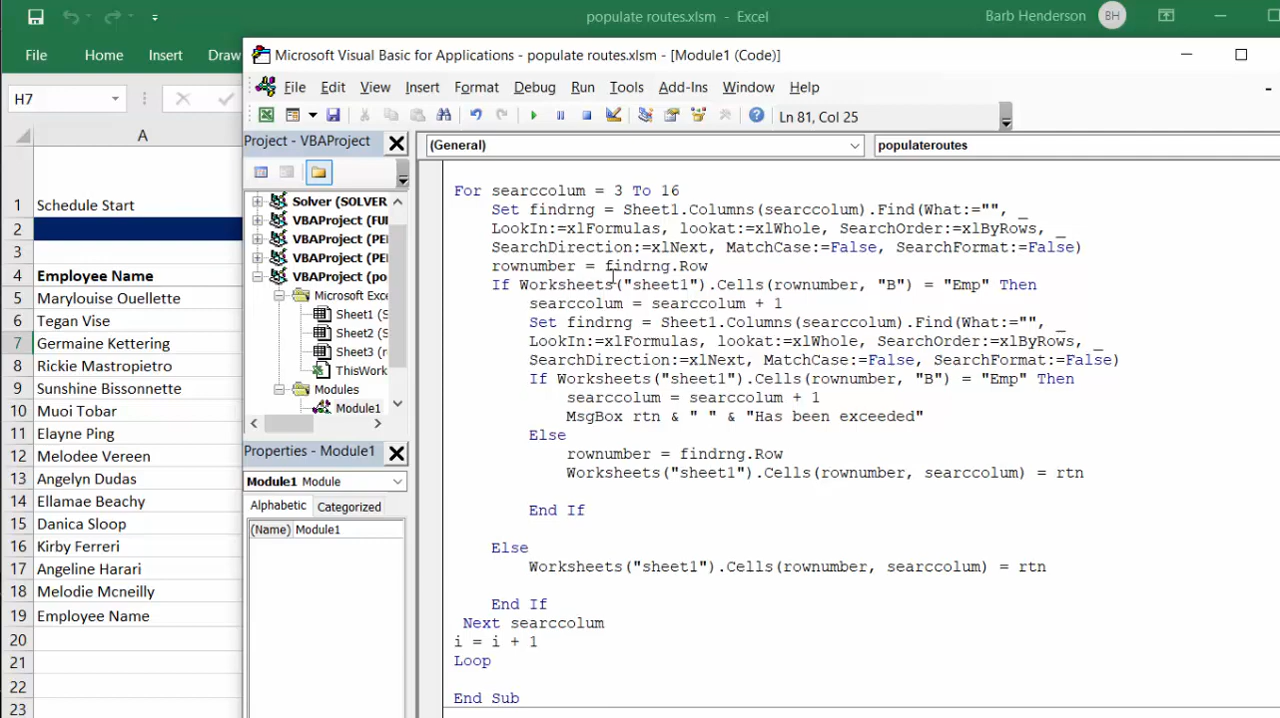 populate routes.xlsm - Excel
Barb Henderson
BH
File Home Insert Draw
Microsoft Visual Basic for Applications - populate routes.xlsm - [Module1 (Code)]
File Edit View Insert Format Debug Run Tools Add-Ins Window Help
H7
Ln 81, Col 25
Project - VBAProject
(General)
populateroutes
A
1 Schedule Start
2
3
4 Employee Name
5 Marylouise Ouellette
6 Tegan Vise
7 Germaine Kettering
8 Rickie Mastropietro
9 Sunshine Bissonnette
10 Muoi Tobar
11 Elayne Ping
12 Melodee Vereen
13 Angelyn Dudas
14 Ellamae Beachy
15 Danica Sloop
16 Kirby Ferreri
17 Angeline Harari
18 Melodie Mcneilly
19 Employee Name
20
21
22
23
Solver (SOLVER
VBAProject (FU
VBAProject (PE
VBAProject (PE
VBAProject (po
Microsoft Exce
Sheet1 (S
Sheet2 (S
Sheet3 (r
ThisWork
Modules
Module1
Properties - Module1
Module1 Module
Alphabetic Categorized
(Name) Module1
For searccolum = 3 To 16
Set findrng = Sheet1.Columns(searccolum).Find(What:="", _
LookIn:=xlFormulas, lookat:=xlWhole, SearchOrder:=xlByRows, _
SearchDirection:=xlNext, MatchCase:=False, SearchFormat:=False)
rownumber = findrng.Row
If Worksheets("sheet1").Cells(rownumber, "B") = "Emp" Then
searccolum = searccolum + 1
Set findrng = Sheet1.Columns(searccolum).Find(What:="", _
LookIn:=xlFormulas, lookat:=xlWhole, SearchOrder:=xlByRows, _
SearchDirection:=xlNext, MatchCase:=False, SearchFormat:=False)
If Worksheets("sheet1").Cells(rownumber, "B") = "Emp" Then
searccolum = searccolum + 1
MsgBox rtn & " " & "Has been exceeded"
Else
rownumber = findrng.Row
Worksheets("sheet1").Cells(rownumber, searccolum) = rtn
End If
Else
Worksheets("sheet1").Cells(rownumber, searccolum) = rtn
End If
Next searccolum
i = i + 1
Loop
End Sub